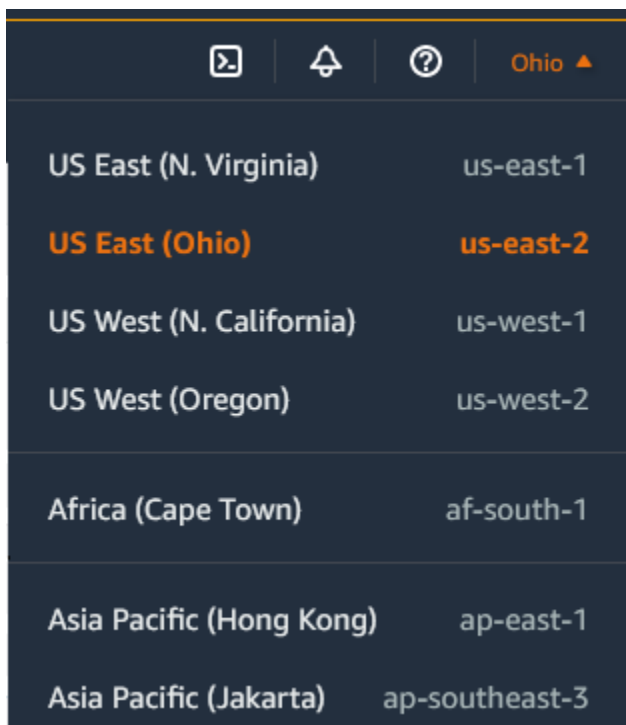 Ohio ▲
US East (N. Virginia) us-east-1
US East (Ohio) us-east-2
US West (N. California) us-west-1
US West (Oregon) us-west-2
Africa (Cape Town) af-south-1
Asia Pacific (Hong Kong) ap-east-1
Asia Pacific (Jakarta) ap-southeast-3